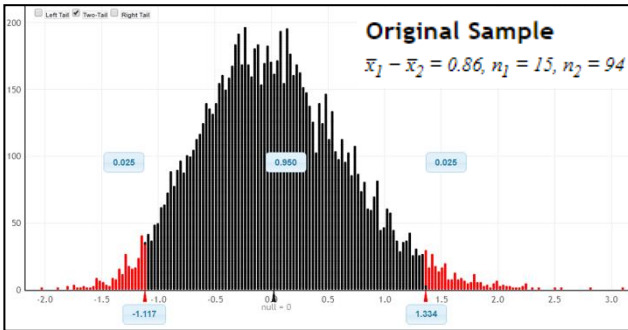 200
Left Tail Two-Tail Right Tail
Original Sample
x̄₁ − x̄₂ = 0.86, n₁ = 15, n₂ = 94
150
0.025
0.950
0.025
100
50
0
-2.0 -1.5 -1.0 -0.5 0.0 0.5 1.0 1.5 2.0 2.5 3.0
null = 0
-1.117
1.334